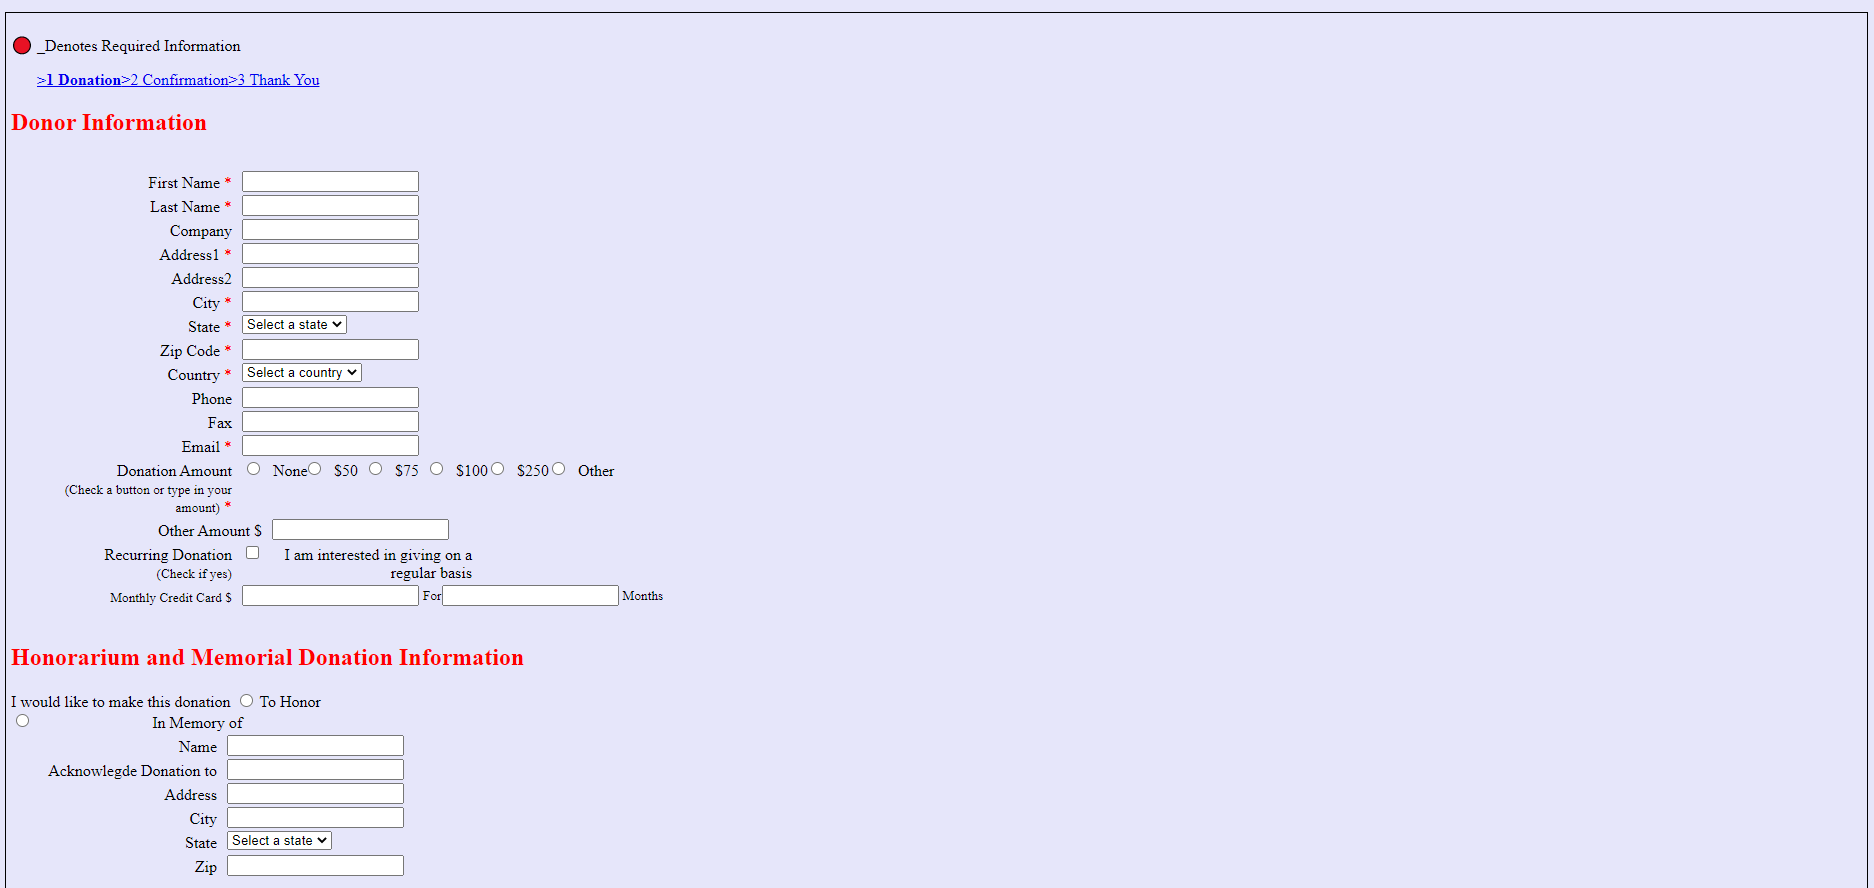 _Denotes Required Information
>1 Donation>2 Confirmation>3 Thank You
Donor Information
First Name *
Last Name *
Company
Address1 *
Address2
City *
State * Select a state
Zip Code *
Country * Select a country
Phone
Fax
Email *
Donation Amount None $50 $75 $100 $250 Other
(Check a button or type in your
amount) *
Other Amount $
Recurring Donation I am interested in giving on a
(Check if yes) regular basis
Monthly Credit Card $ For Months
Honorarium and Memorial Donation Information
I would like to make this donation To Honor
In Memory of
Name
Acknowlegde Donation to
Address
City
State Select a state
Zip